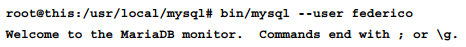 root@this:/usr/local/mysql# bin/mysql --user federico
Welcome to the MariaDB monitor.  Commands end with ; or \g.